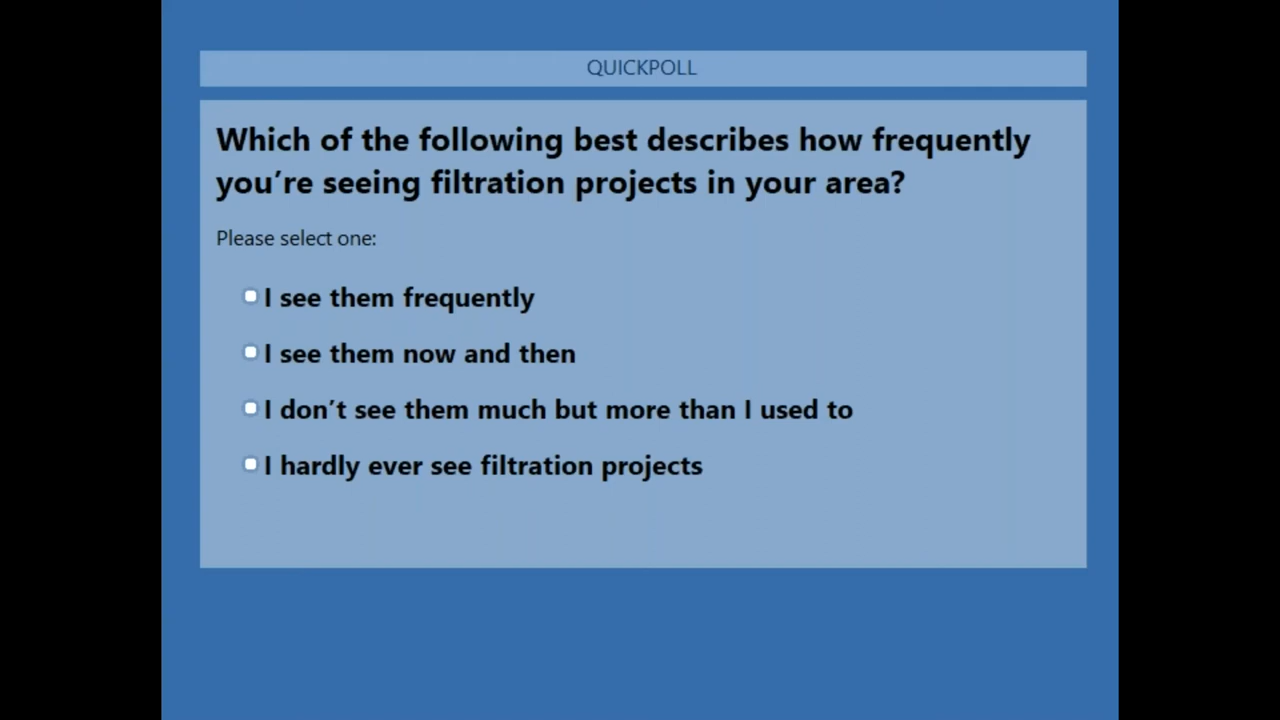 QUICKPOLL
Which of the following best describes how frequently
you’re seeing filtration projects in your area?
Please select one:
I see them frequently
I see them now and then
I don’t see them much but more than I used to
I hardly ever see filtration projects